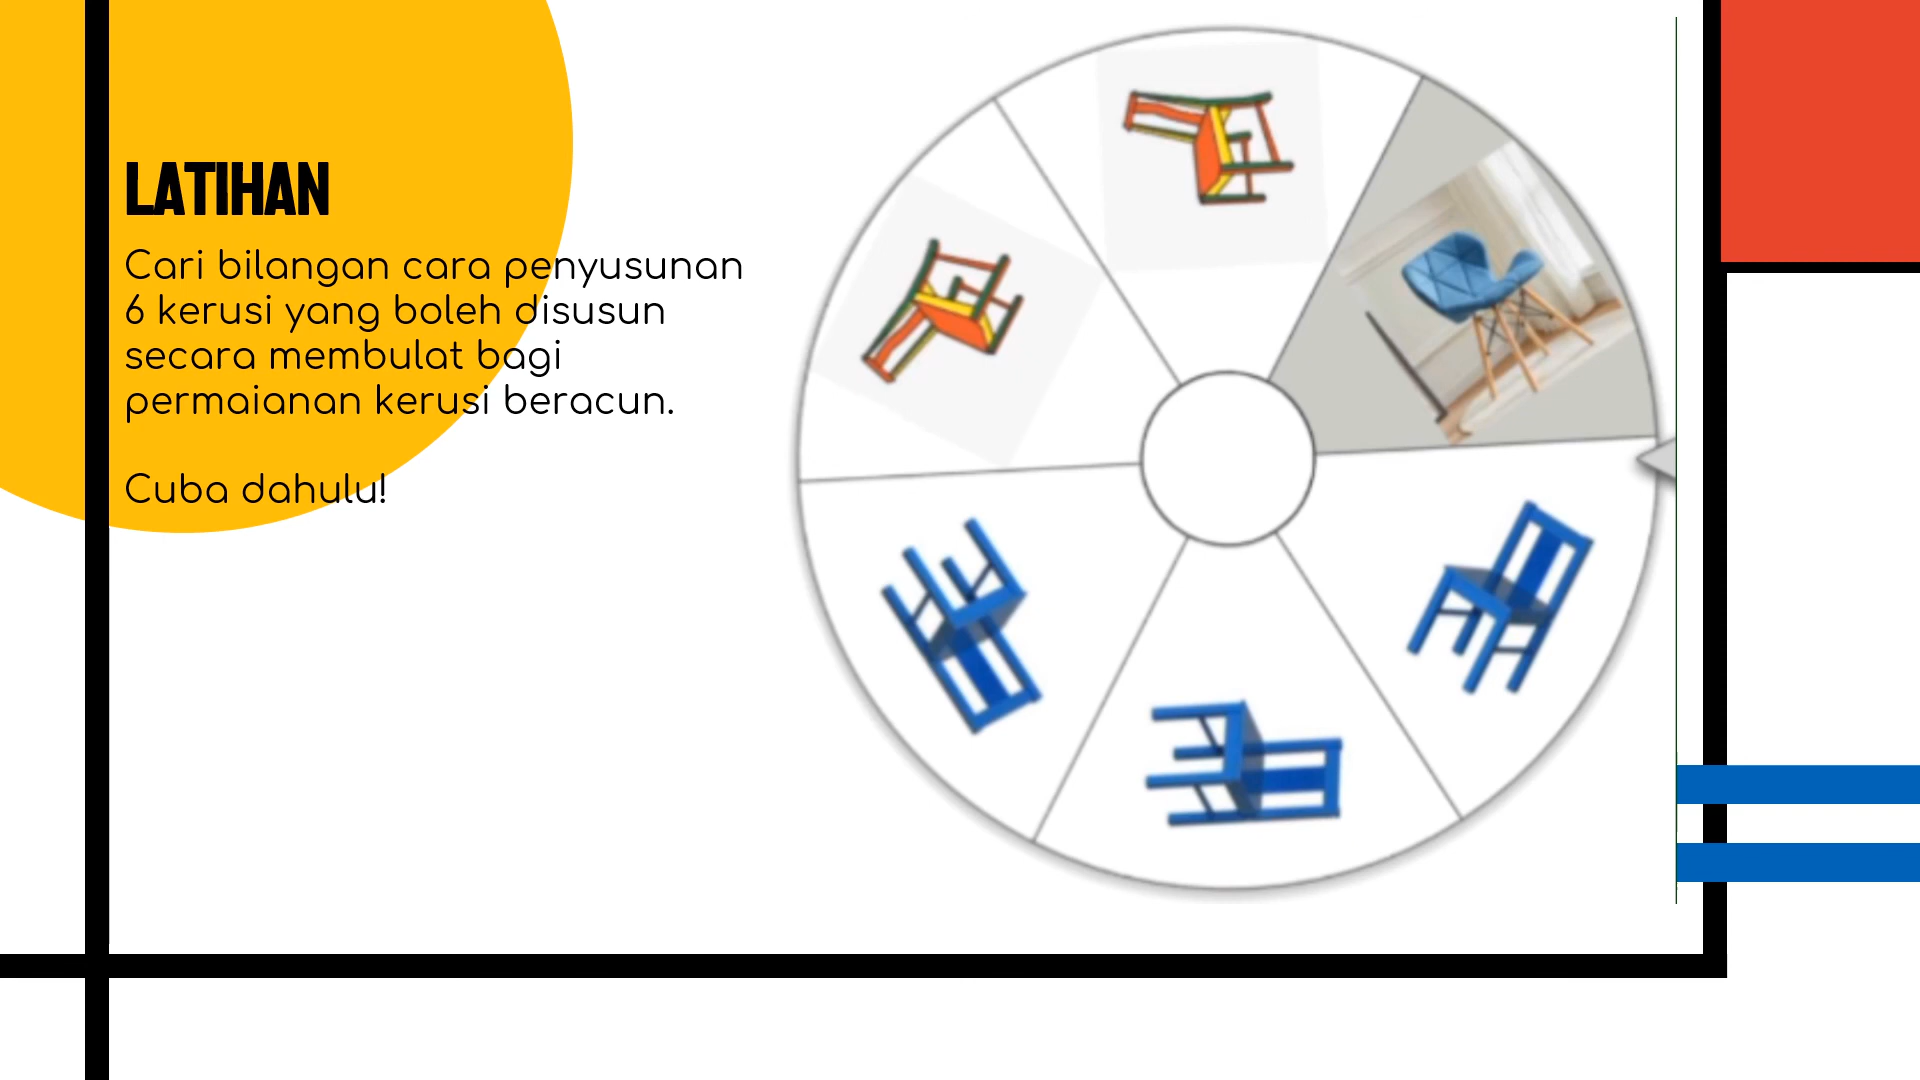 LATIHAN
Cari bilangan cara penyusunan
6 kerusi yang boleh disusun
secara membulat bagi
permaianan kerusi beracun.
Cuba dahulu!